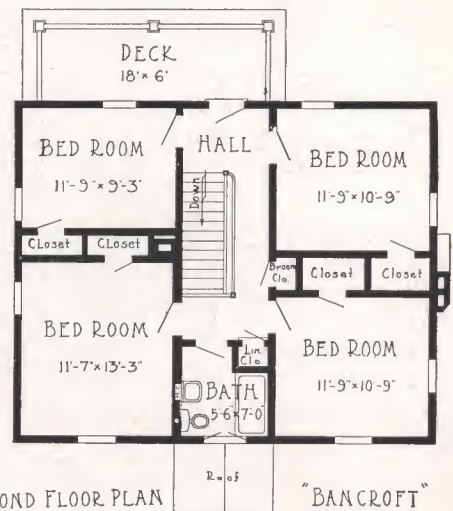 DECK
18' × 6'
BED ROOM
11'-9" × 9'-3"
HALL
BED ROOM
11'-9" × 10'-9"
Down
Closet
Closet
Broom
Clo.
Closet
Closet
BED ROOM
11'-7" × 13'-3"
Lin.
Clo.
BED ROOM
11'-9" × 10'-9"
BATH
5'-6" × 7'-0"
Roof
OND FLOOR PLAN
"BANCROFT"